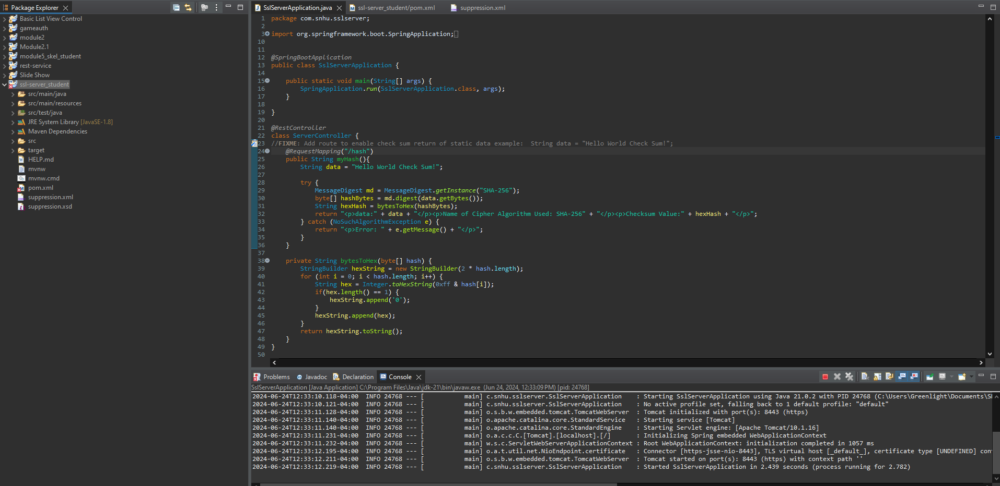 Package Explorer
Basic List View Control
gameauth
module2
Module2.1
module5_skel_student
rest-service
Slide Show
ssl-server_student
src/main/java
src/main/resources
src/test/java
JRE System Library [JavaSE-1.8]
Maven Dependencies
src
target
HELP.md
mvnw
mvnw.cmd
pom.xml
suppression.xml
suppression.xsd
SslServerApplication.java ssl-server_student/pom.xml suppression.xml
1 package com.snhu.sslserver;
2
3 import org.springframework.boot.SpringApplication;
10
11
12 @SpringBootApplication
13 public class SslServerApplication {
14
15     public static void main(String[] args) {
16         SpringApplication.run(SslServerApplication.class, args);
17     }
18
19 }
20
21 @RestController
22 class ServerController {
23 //FIXME: Add route to enable check sum return of static data example:  String data = "Hello World Check Sum!";
24     @RequestMapping("/hash")
25     public String myHash(){
26         String data = "Hello World Check Sum!";
27
28         try {
29             MessageDigest md = MessageDigest.getInstance("SHA-256");
30             byte[] hashBytes = md.digest(data.getBytes());
31             String hexHash = bytesToHex(hashBytes);
32             return "<p>data:" + data + "</p><p>Name of Cipher Algorithm Used: SHA-256" + "</p><p>Checksum Value:" + hexHash + "</p>";
33         } catch (NoSuchAlgorithmException e) {
34             return "<p>Error: " + e.getMessage() + "</p>";
35         }
36     }
37
38     private String bytesToHex(byte[] hash) {
39         StringBuilder hexString = new StringBuilder(2 * hash.length);
40         for (int i = 0; i < hash.length; i++) {
41             String hex = Integer.toHexString(0xff & hash[i]);
42             if(hex.length() == 1) {
43                 hexString.append('0');
44             }
45             hexString.append(hex);
46         }
47         return hexString.toString();
48     }
49 }
50
Problems Javadoc Declaration Console
SslServerApplication [Java Application] C:\Program Files\Java\jdk-21\bin\javaw.exe (Jun 24, 2024, 12:33:09 PM) [pid: 24768]
2024-06-24T12:33:10.118-04:00  INFO 24768 --- [           main] c.snhu.sslserver.SslServerApplication    : Starting SslServerApplication using Java 21.0.2 with PID 24768 (C:\Users\Greenlight\Documents\S
2024-06-24T12:33:10.121-04:00  INFO 24768 --- [           main] c.snhu.sslserver.SslServerApplication    : No active profile set, falling back to 1 default profile: "default"
2024-06-24T12:33:11.128-04:00  INFO 24768 --- [           main] o.s.b.w.embedded.tomcat.TomcatWebServer  : Tomcat initialized with port(s): 8443 (https)
2024-06-24T12:33:11.140-04:00  INFO 24768 --- [           main] o.apache.catalina.core.StandardService   : Starting service [Tomcat]
2024-06-24T12:33:11.140-04:00  INFO 24768 --- [           main] o.apache.catalina.core.StandardEngine    : Starting Servlet engine: [Apache Tomcat/10.1.16]
2024-06-24T12:33:11.231-04:00  INFO 24768 --- [           main] o.a.c.c.C.[Tomcat].[localhost].[/]       : Initializing Spring embedded WebApplicationContext
2024-06-24T12:33:11.232-04:00  INFO 24768 --- [           main] w.s.c.ServletWebServerApplicationContext : Root WebApplicationContext: initialization completed in 1057 ms
2024-06-24T12:33:12.195-04:00  INFO 24768 --- [           main] o.a.t.util.net.NioEndpoint.certificate   : Connector [https-jsse-nio-8443], TLS virtual host [_default_], certificate type [UNDEFINED] con
2024-06-24T12:33:12.211-04:00  INFO 24768 --- [           main] o.s.b.w.embedded.tomcat.TomcatWebServer  : Tomcat started on port(s): 8443 (https) with context path ''
2024-06-24T12:33:12.219-04:00  INFO 24768 --- [           main] c.snhu.sslserver.SslServerApplication    : Started SslServerApplication in 2.439 seconds (process running for 2.782)